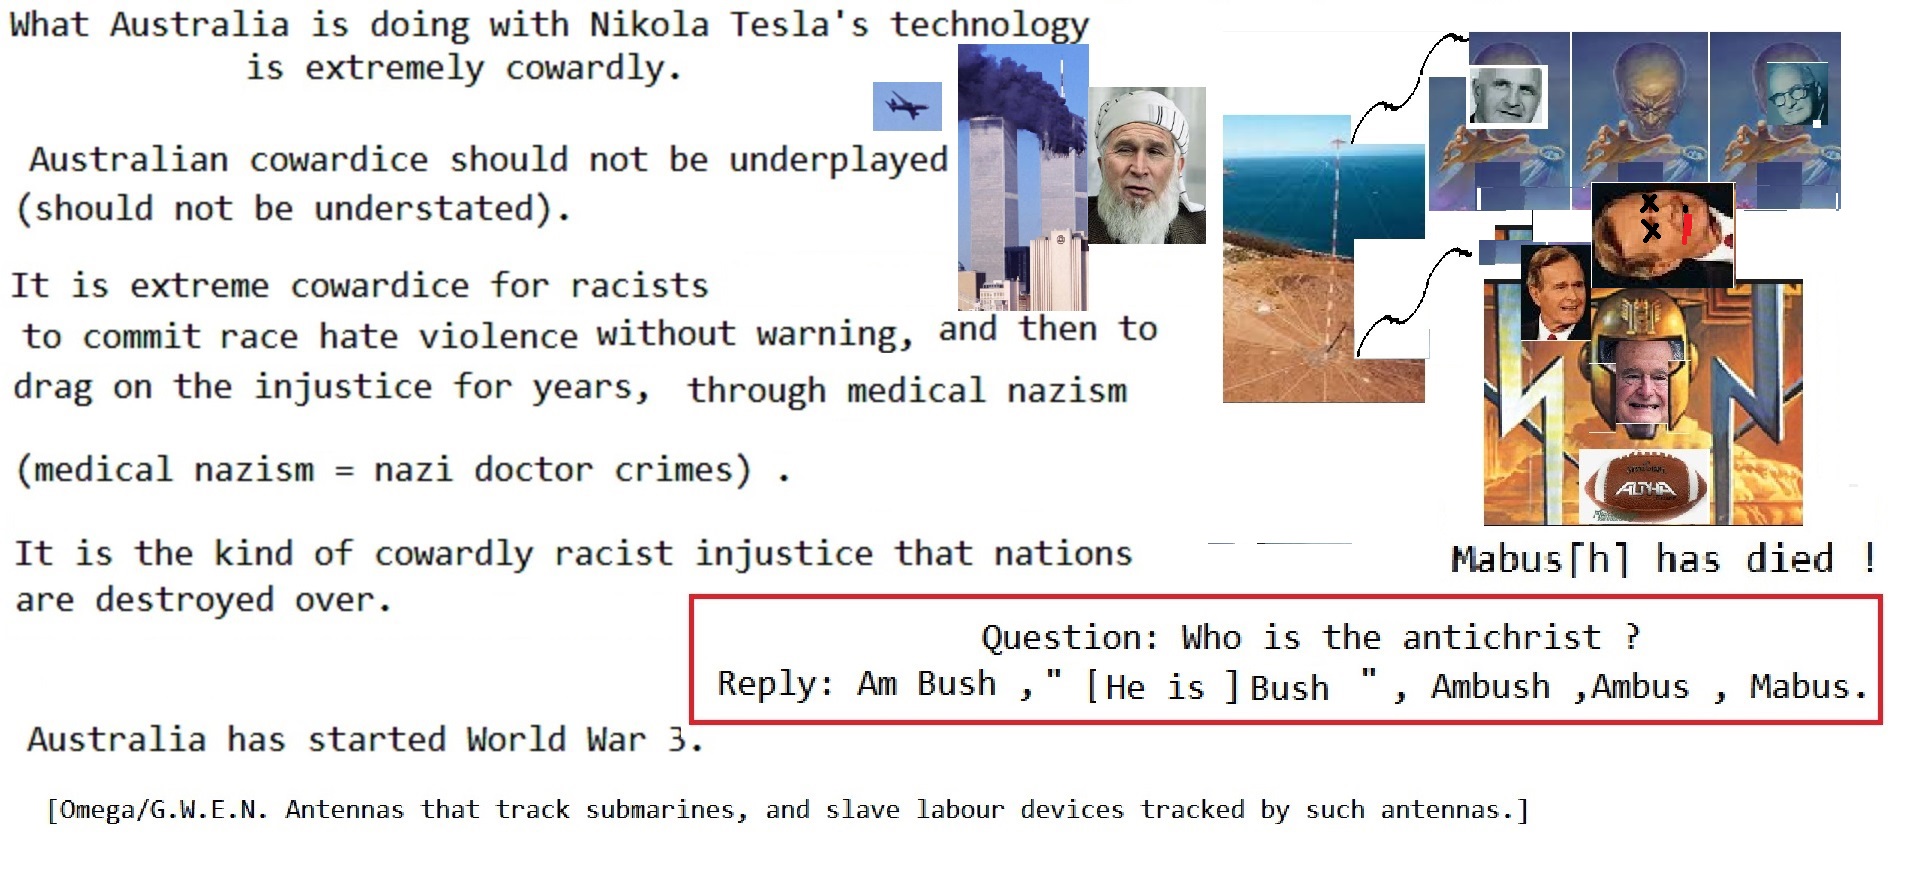 What Australia is doing with Nikola Tesla's technology
is extremely cowardly.
Australian cowardice should not be underplayed
(should not be understated).
It is extreme cowardice for racists
to commit race hate violence without warning, and then to
drag on the injustice for years, through medical nazism
(medical nazism = nazi doctor crimes) .
It is the kind of cowardly racist injustice that nations
are destroyed over.
ALPHA
Mabus[h] has died !
Question: Who is the antichrist ?
Reply: Am Bush ," [He is ]Bush " , Ambush ,Ambus , Mabus.
Australia has started World War 3.
[Omega/G.W.E.N. Antennas that track submarines, and slave labour devices tracked by such antennas.]